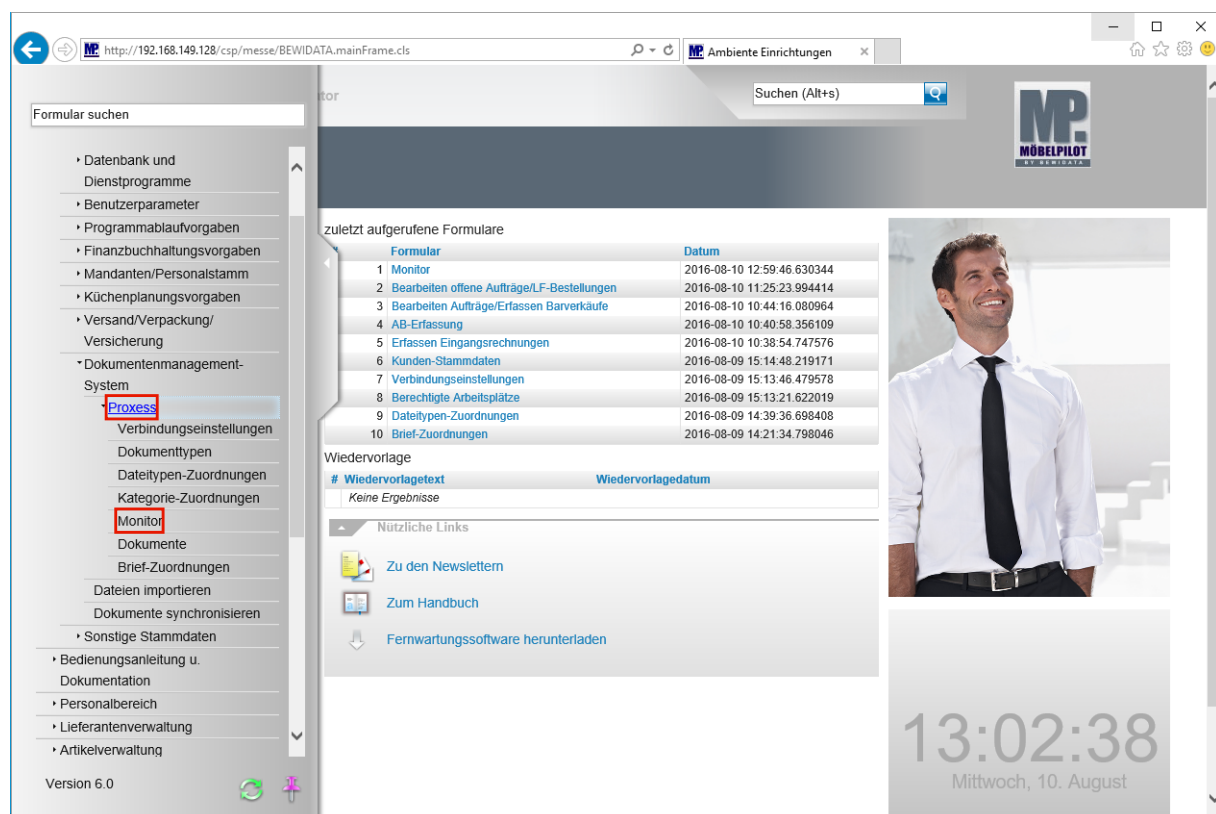 http://192.168.149.128/csp/messe/BEWIDATA.mainFrame.cls
Ambiente Einrichtungen
Suchen (Alt+s)
MP.
MÖBELPILOT
BY BEWIDATA
Formular suchen
Datenbank und
Dienstprogramme
Benutzerparameter
Programmablaufvorgaben
Finanzbuchhaltungsvorgaben
Mandanten/Personalstamm
Küchenplanungsvorgaben
Versand/Verpackung/
Versicherung
Dokumentenmanagement-
System
Proxess
Verbindungseinstellungen
Dokumenttypen
Dateitypen-Zuordnungen
Kategorie-Zuordnungen
Monitor
Dokumente
Brief-Zuordnungen
Dateien importieren
Dokumente synchronisieren
Sonstige Stammdaten
Bedienungsanleitung u.
Dokumentation
Personalbereich
Lieferantenverwaltung
Artikelverwaltung
Version 6.0
zuletzt aufgerufene Formulare
Formular Datum
1 Monitor 2016-08-10 12:59:46.630344
2 Bearbeiten offene Aufträge/LF-Bestellungen 2016-08-10 11:25:23.994414
3 Bearbeiten Aufträge/Erfassen Barverkäufe 2016-08-10 10:44:16.080964
4 AB-Erfassung 2016-08-10 10:40:58.356109
5 Erfassen Eingangsrechnungen 2016-08-10 10:38:54.747576
6 Kunden-Stammdaten 2016-08-09 15:14:48.219171
7 Verbindungseinstellungen 2016-08-09 15:13:46.479578
8 Berechtigte Arbeitsplätze 2016-08-09 15:13:21.622019
9 Dateitypen-Zuordnungen 2016-08-09 14:39:36.698408
10 Brief-Zuordnungen 2016-08-09 14:21:34.798046
Wiedervorlage
# Wiedervorlagetext Wiedervorlagedatum
Keine Ergebnisse
Nützliche Links
Zu den Newslettern
Zum Handbuch
Fernwartungssoftware herunterladen
13:02:38
Mittwoch, 10. August